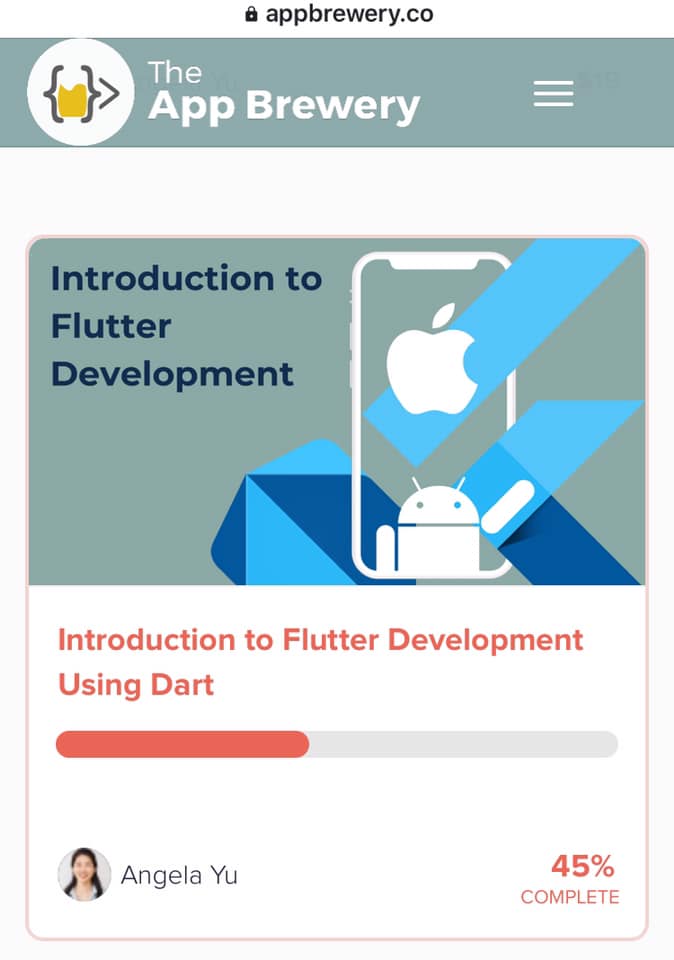 appbrewery.co
The
App Brewery
Introduction to
Flutter
Development
Introduction to Flutter Development
Using Dart
Angela Yu
45%
COMPLETE